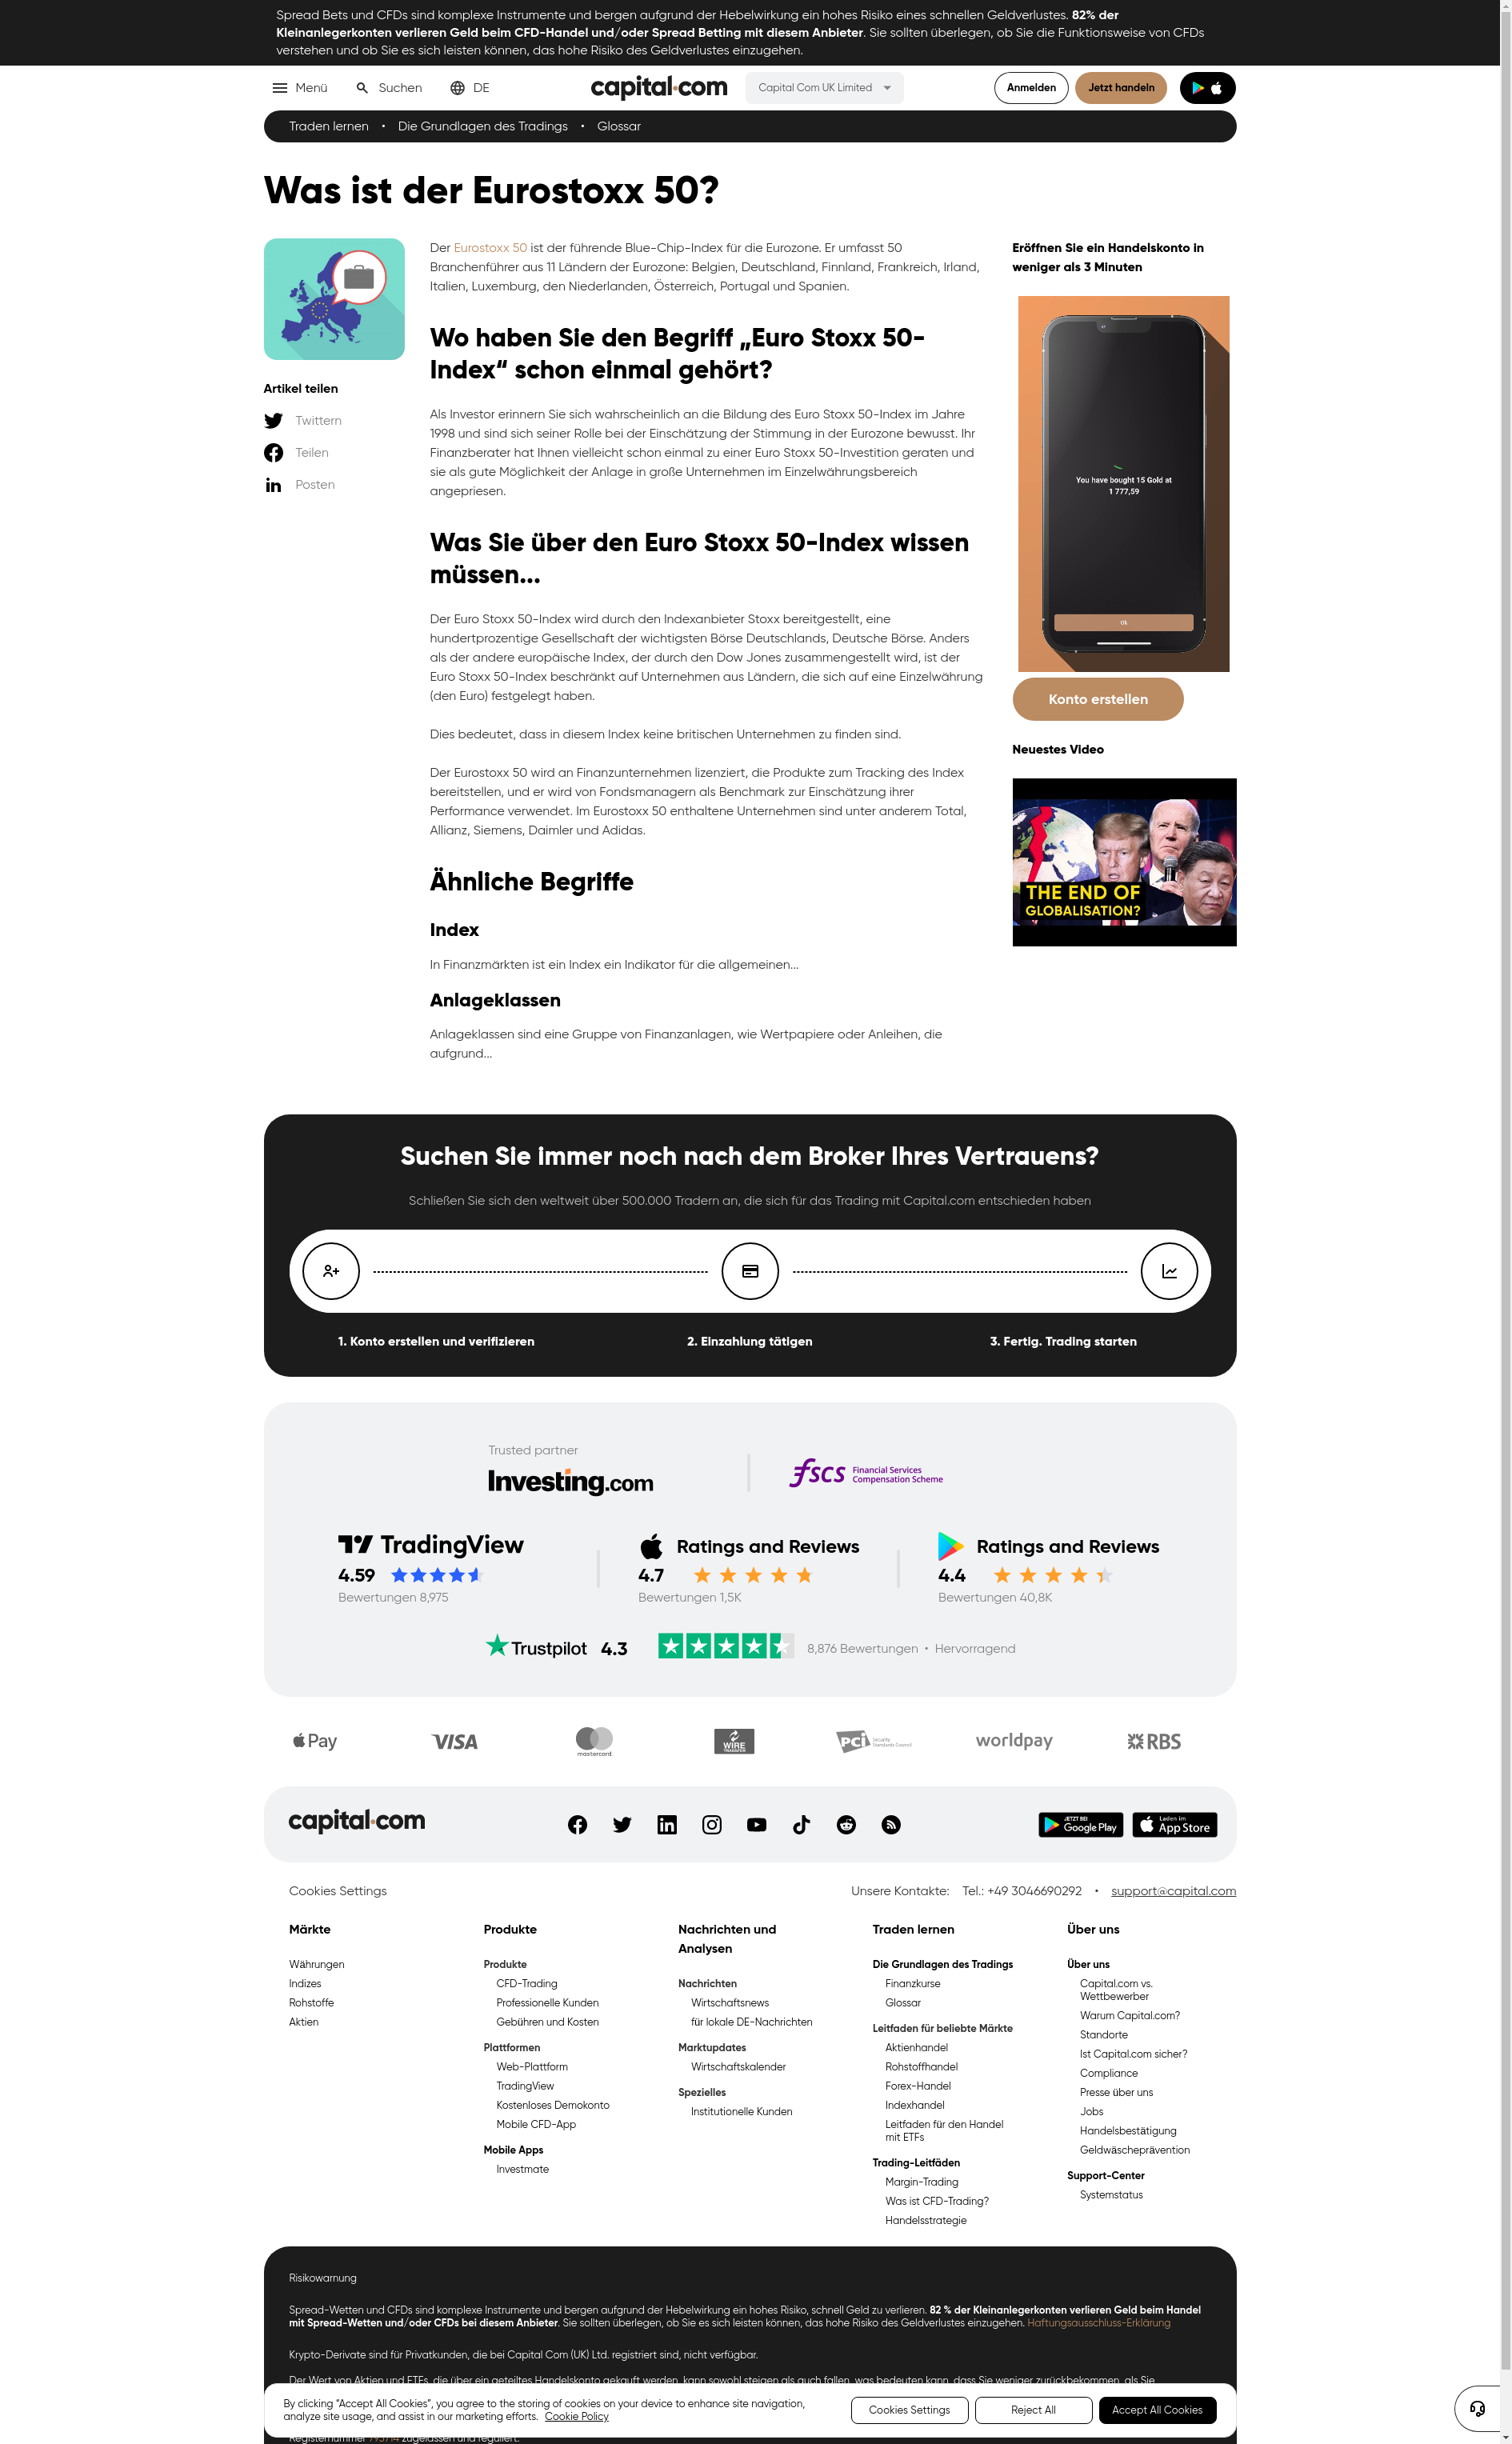 Spread Bets und CFDs sind komplexe Instrumente und bergen aufgrund der Hebelwirkung ein hohes Risiko eines schnellen Geldverlustes. 82% der
Kleinanlegerkonten verlieren Geld beim CFD-Handel und/oder Spread Betting mit diesem Anbieter. Sie sollten überlegen, ob Sie die Funktionsweise von CFDs
verstehen und ob Sie es sich leisten können, das hohe Risiko des Geldverlustes einzugehen.
Menü
Suchen
DE
capital.com
Capital Com UK Limited
Anmelden
Jetzt handeln
Traden lernen • Die Grundlagen des Tradings • Glossar
Was ist der Eurostoxx 50?
Artikel teilen
Twittern
Teilen
Posten
Der Eurostoxx 50 ist der führende Blue-Chip-Index für die Eurozone. Er umfasst 50
Branchenführer aus 11 Ländern der Eurozone: Belgien, Deutschland, Finnland, Frankreich, Irland,
Italien, Luxemburg, den Niederlanden, Österreich, Portugal und Spanien.
Wo haben Sie den Begriff „Euro Stoxx 50-
Index“ schon einmal gehört?
Als Investor erinnern Sie sich wahrscheinlich an die Bildung des Euro Stoxx 50-Index im Jahre
1998 und sind sich seiner Rolle bei der Einschätzung der Stimmung in der Eurozone bewusst. Ihr
Finanzberater hat Ihnen vielleicht schon einmal zu einer Euro Stoxx 50-Investition geraten und
sie als gute Möglichkeit der Anlage in große Unternehmen im Einzelwährungsbereich
angepriesen.
Was Sie über den Euro Stoxx 50-Index wissen
müssen...
Der Euro Stoxx 50-Index wird durch den Indexanbieter Stoxx bereitgestellt, eine
hundertprozentige Gesellschaft der wichtigsten Börse Deutschlands, Deutsche Börse. Anders
als der andere europäische Index, der durch den Dow Jones zusammengestellt wird, ist der
Euro Stoxx 50-Index beschränkt auf Unternehmen aus Ländern, die sich auf eine Einzelwährung
(den Euro) festgelegt haben.
Dies bedeutet, dass in diesem Index keine britischen Unternehmen zu finden sind.
Der Eurostoxx 50 wird an Finanzunternehmen lizenziert, die Produkte zum Tracking des Index
bereitstellen, und er wird von Fondsmanagern als Benchmark zur Einschätzung ihrer
Performance verwendet. Im Eurostoxx 50 enthaltene Unternehmen sind unter anderem Total,
Allianz, Siemens, Daimler und Adidas.
Ähnliche Begriffe
Index
In Finanzmärkten ist ein Index ein Indikator für die allgemeinen...
Anlageklassen
Anlageklassen sind eine Gruppe von Finanzanlagen, wie Wertpapiere oder Anleihen, die
aufgrund...
Eröffnen Sie ein Handelskonto in
weniger als 3 Minuten
You have bought 15 Gold at
1 777,59
Ok
Konto erstellen
Neuestes Video
THE END OF
GLOBALISATION?
Suchen Sie immer noch nach dem Broker Ihres Vertrauens?
Schließen Sie sich den weltweit über 500.000 Tradern an, die sich für das Trading mit Capital.com entschieden haben
1. Konto erstellen und verifizieren
2. Einzahlung tätigen
3. Fertig. Trading starten
Trusted partner
Investing.com
fscs Financial Services
Compensation Scheme
TradingView
4.59
Bewertungen 8,975
Ratings and Reviews
4.7
Bewertungen 1,5K
Ratings and Reviews
4.4
Bewertungen 40,8K
Trustpilot 4.3
8,876 Bewertungen • Hervorragend
Pay
VISA
mastercard
WIRE
TRANSFER
PCi Security
Standards Council
worldpay
RBS
capital.com
JETZT BEI
Google Play
Laden im
App Store
Cookies Settings
Unsere Kontakte: Tel.: +49 3046690292 • support@capital.com
Märkte
Währungen
Indizes
Rohstoffe
Aktien
Produkte
Produkte
CFD-Trading
Professionelle Kunden
Gebühren und Kosten
Plattformen
Web-Plattform
TradingView
Kostenloses Demokonto
Mobile CFD-App
Mobile Apps
Investmate
Nachrichten und
Analysen
Nachrichten
Wirtschaftsnews
für lokale DE-Nachrichten
Marktupdates
Wirtschaftskalender
Spezielles
Institutionelle Kunden
Traden lernen
Die Grundlagen des Tradings
Finanzkurse
Glossar
Leitfaden für beliebte Märkte
Aktienhandel
Rohstoffhandel
Forex-Handel
Indexhandel
Leitfaden für den Handel
mit ETFs
Trading-Leitfäden
Margin-Trading
Was ist CFD-Trading?
Handelsstrategie
Über uns
Über uns
Capital.com vs.
Wettbewerber
Warum Capital.com?
Standorte
Ist Capital.com sicher?
Compliance
Presse über uns
Jobs
Handelsbestätigung
Geldwäscheprävention
Support-Center
Systemstatus
Risikowarnung
Spread-Wetten und CFDs sind komplexe Instrumente und bergen aufgrund der Hebelwirkung ein hohes Risiko, schnell Geld zu verlieren. 82 % der Kleinanlegerkonten verlieren Geld beim Handel
mit Spread-Wetten und/oder CFDs bei diesem Anbieter. Sie sollten überlegen, ob Sie es sich leisten können, das hohe Risiko des Geldverlustes einzugehen. Haftungsausschluss-Erklärung
Krypto-Derivate sind für Privatkunden, die bei Capital Com (UK) Ltd. registriert sind, nicht verfügbar.
Der Wert von Aktien und ETFs, die über ein geteiltes Handelskonto gekauft werden, kann sowohl steigen als auch fallen, was bedeuten kann, dass Sie weniger zurückbekommen, als Sie
By clicking “Accept All Cookies”, you agree to the storing of cookies on your device to enhance site navigation,
analyze site usage, and assist in our marketing efforts. Cookie Policy
Cookies Settings
Reject All
Accept All Cookies
Registernummer 793714 zugelassen und reguliert.